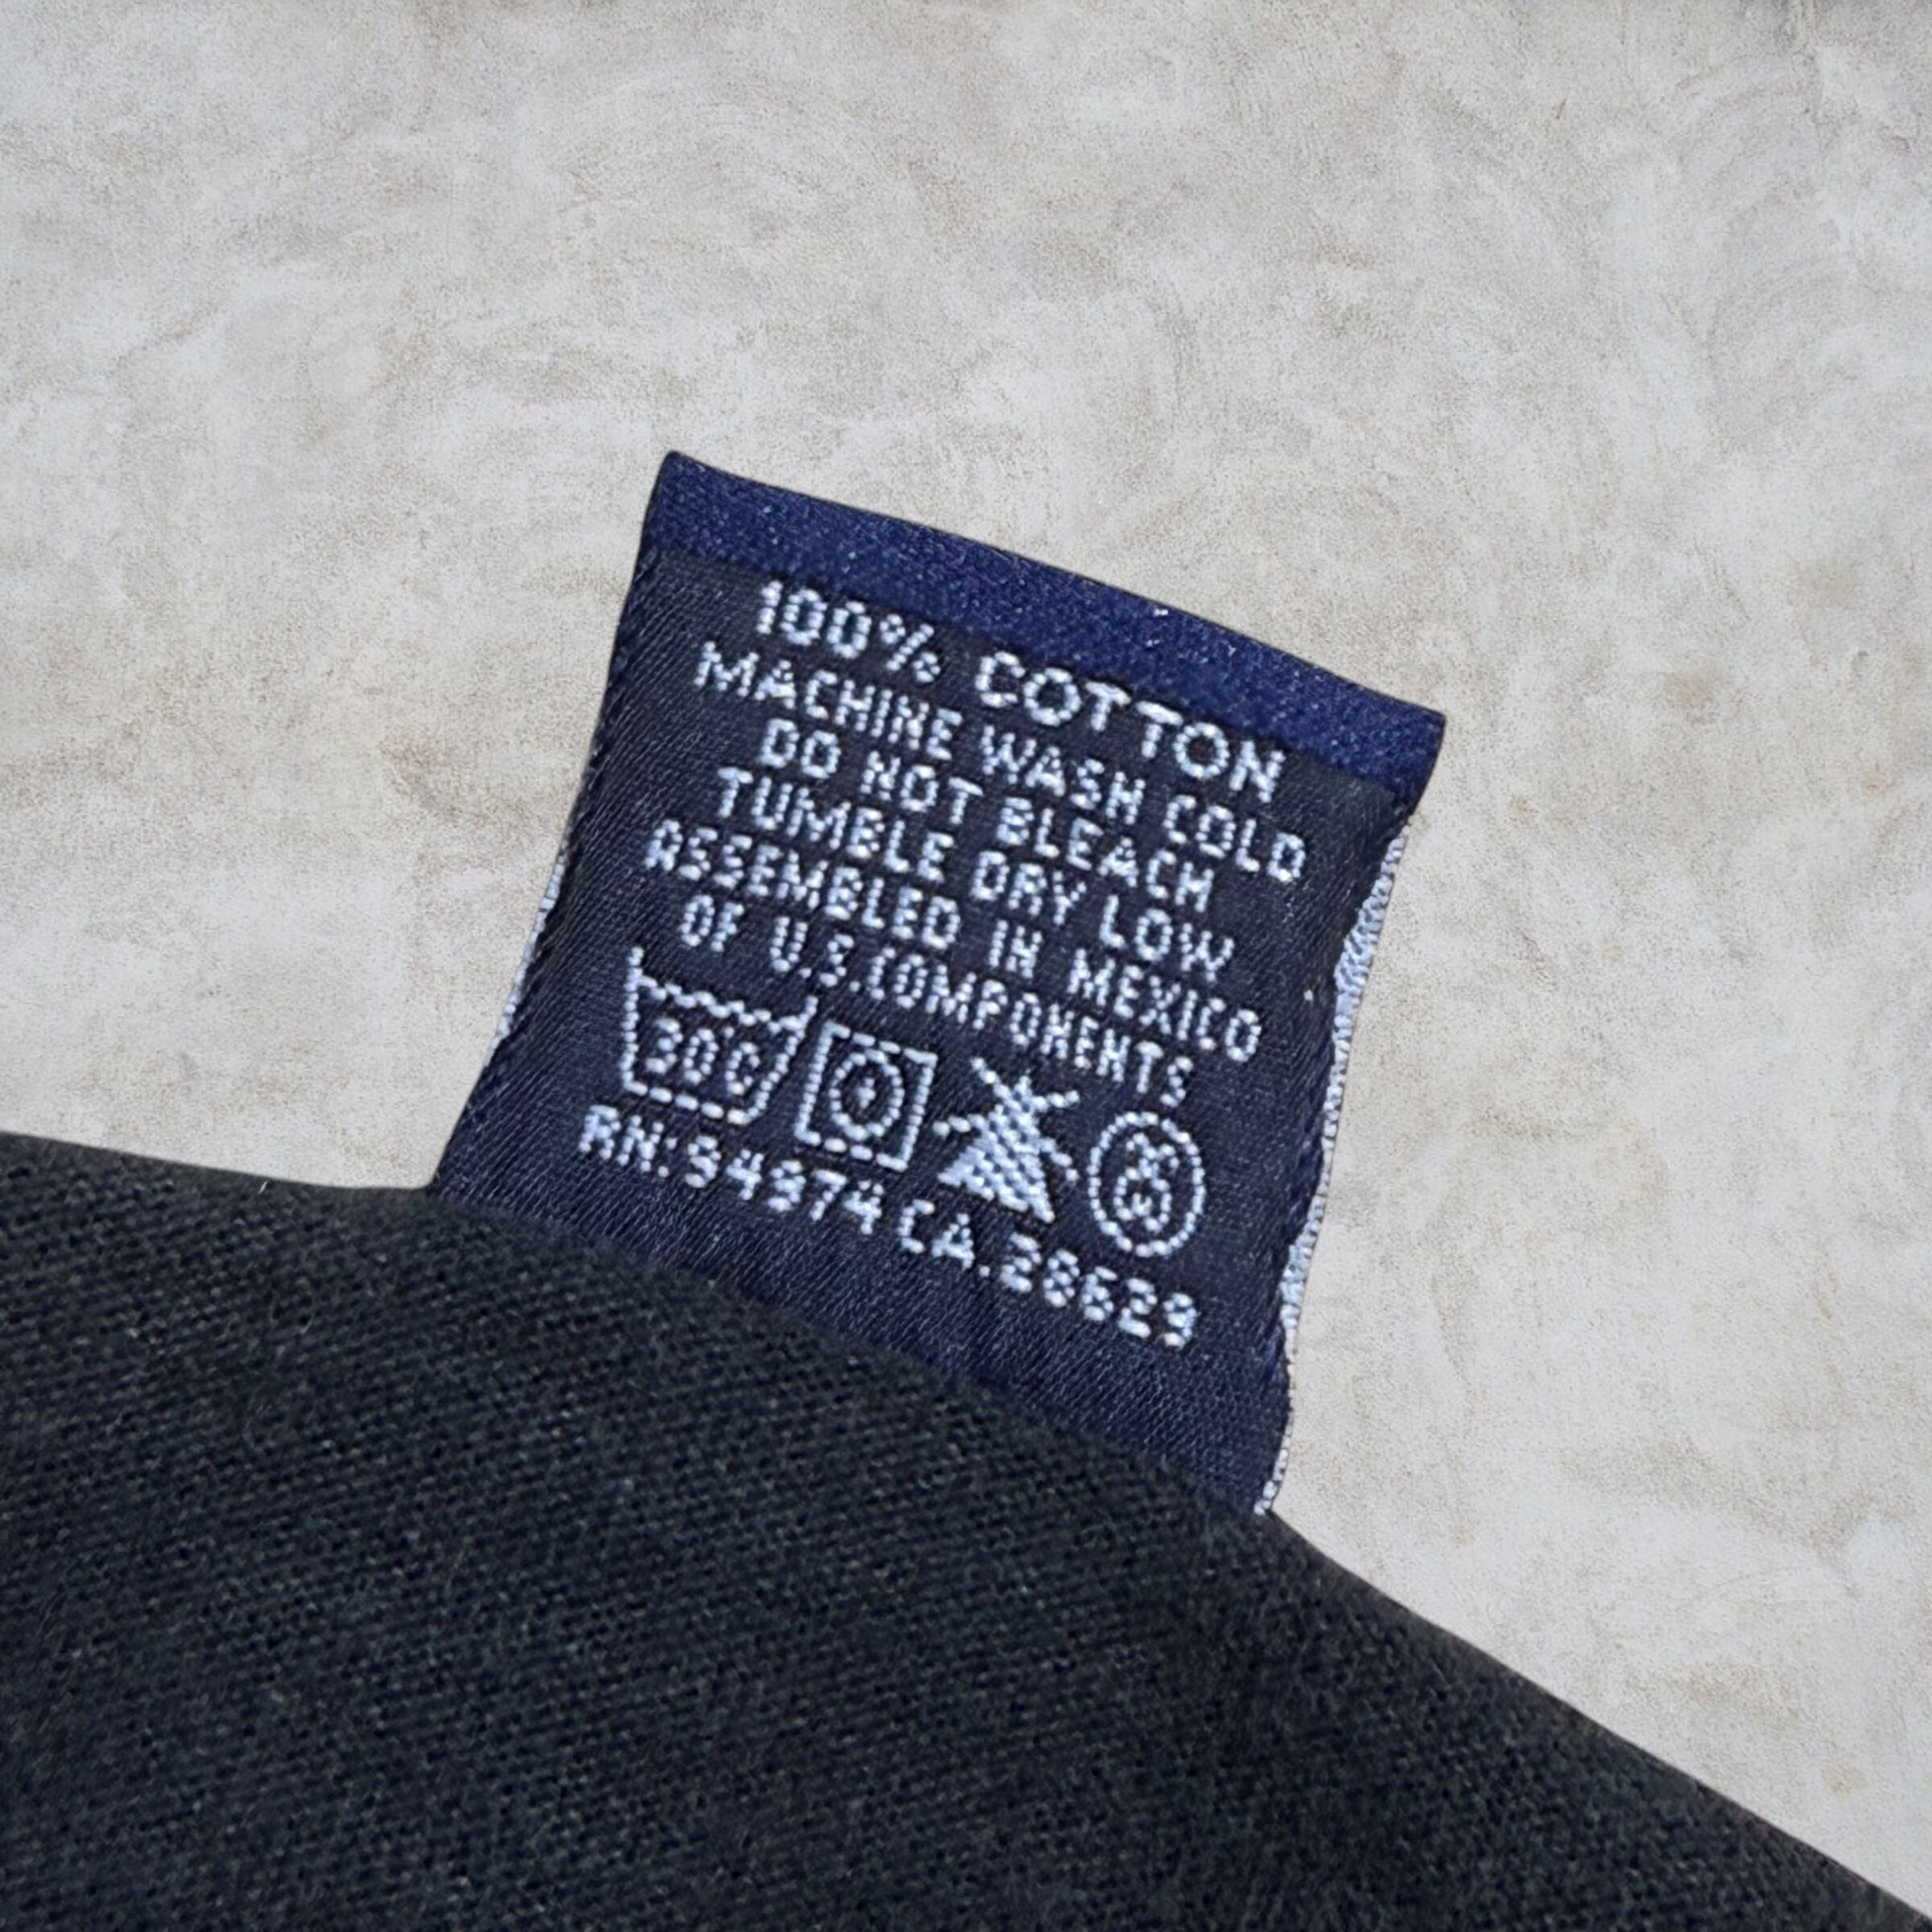 100% COTTON
MACHINE WASH COLD
DO NOT BLEACH
TUMBLE DRY LOW
ASSEMBLED IN MEXICO
OF U.S.COMPONENTS
30C
RN:94974 CA.28629